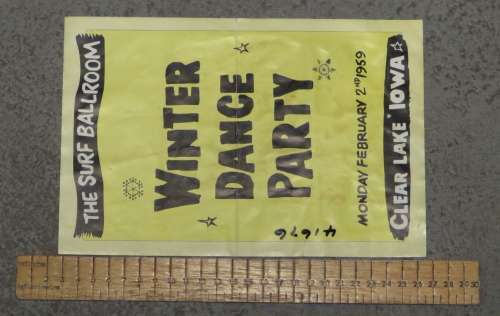 THE SURF BALLROOM
WINTER
DANCE
PARTY
MONDAY FEBRUARY 2ND 1959
CLEAR LAKE IOWA
41676